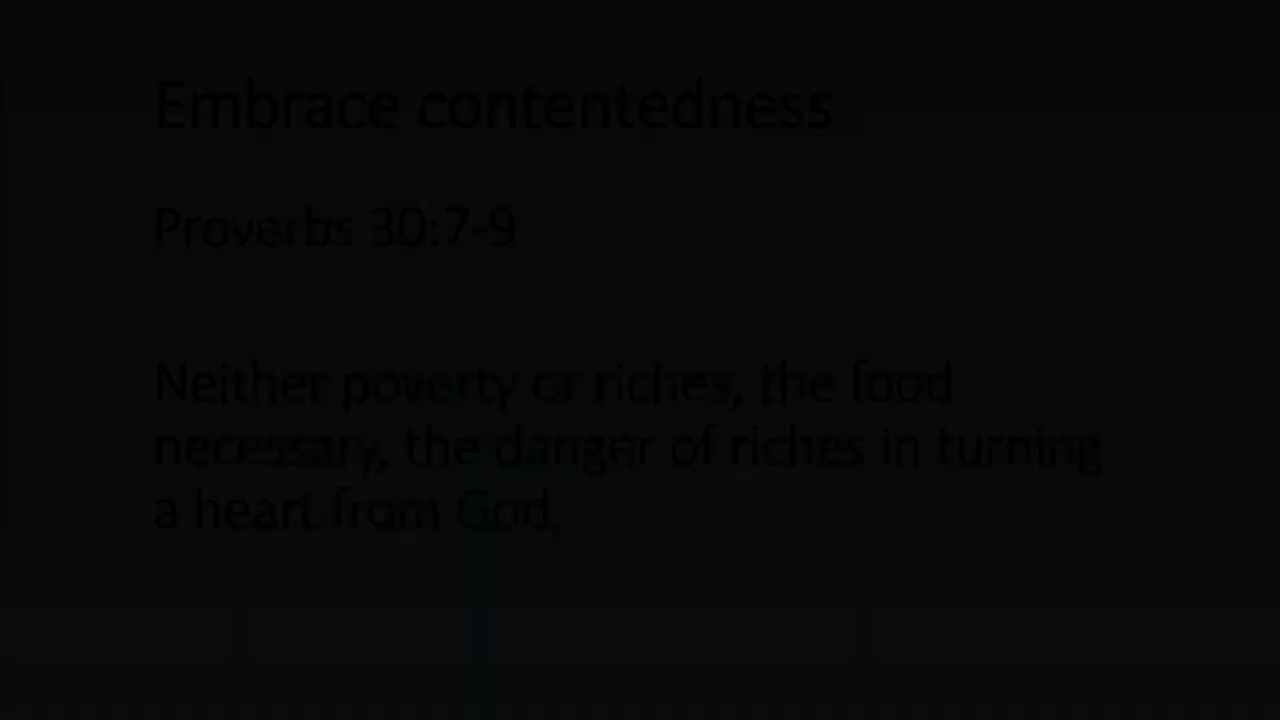 Embrace contentedness
Proverbs 30:7-9
Neither poverty or riches, the food
necessary, the danger of riches in turning
a heart from God,